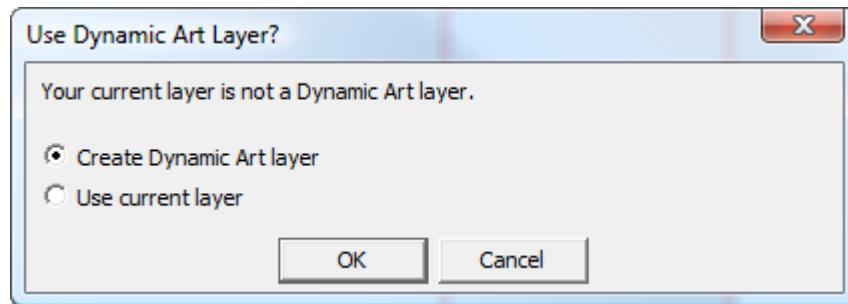 Use Dynamic Art Layer?
Your current layer is not a Dynamic Art layer.
Create Dynamic Art layer
Use current layer
OK Cancel